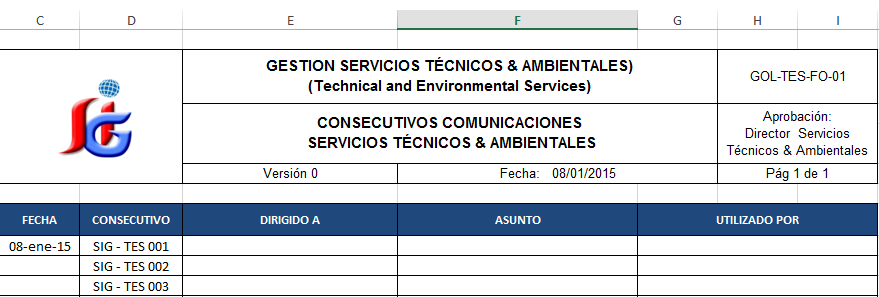 C D E F G H I
GESTION SERVICIOS TÉCNICOS & AMBIENTALES)
(Technical and Environmental Services)
GOL-TES-FO-01
CONSECUTIVOS COMUNICACIONES
SERVICIOS TÉCNICOS & AMBIENTALES
Aprobación:
Director Servicios
Técnicos & Ambientales
Versión 0
Fecha: 08/01/2015
Pág 1 de 1
FECHA CONSECUTIVO DIRIGIDO A ASUNTO UTILIZADO POR
08-ene-15 SIG - TES 001
SIG - TES 002
SIG - TES 003